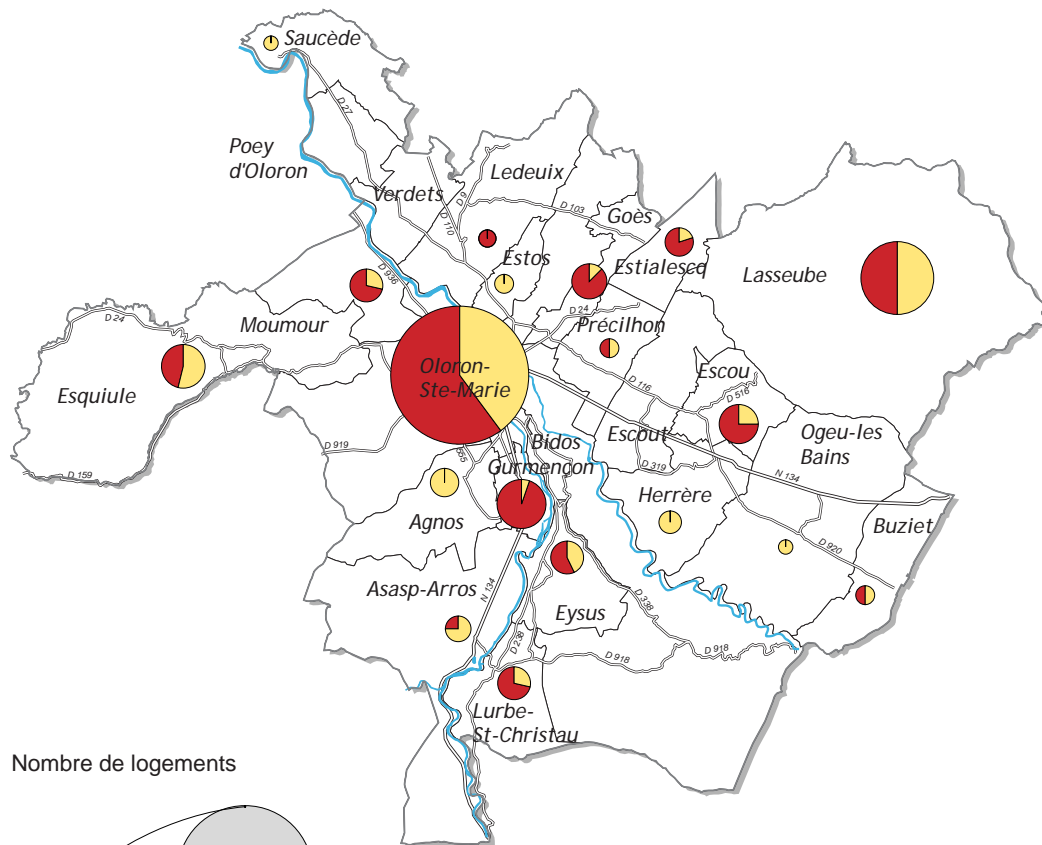 Saucède
D 27
Poey
d'Oloron
Ledeuix
Verdets
D 9
D 110
D 103
Goès
Estos
Estialescq
Lasseube
D 936
D 24
Moumour
D 24
Précilhon
Esquiule
Oloron-
Ste-Marie
D 116
Escou
D 516
D 919
Bidos
Escout
Ogeu-les
Bains
D 159
Gurmençon
D 319
N 134
Agnos
Herrère
Buziet
D 920
Asasp-Arros
N 134
Eysus
D 338
D 238
D 918
D 918
Lurbe-
St-Christau
Nombre de logements